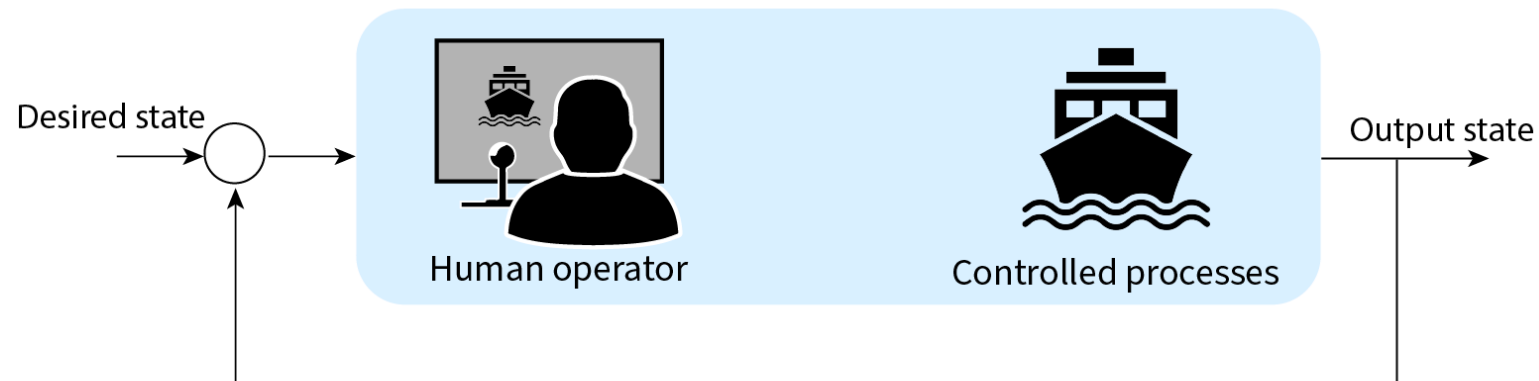 Desired state
Output state
Human operator
Controlled processes